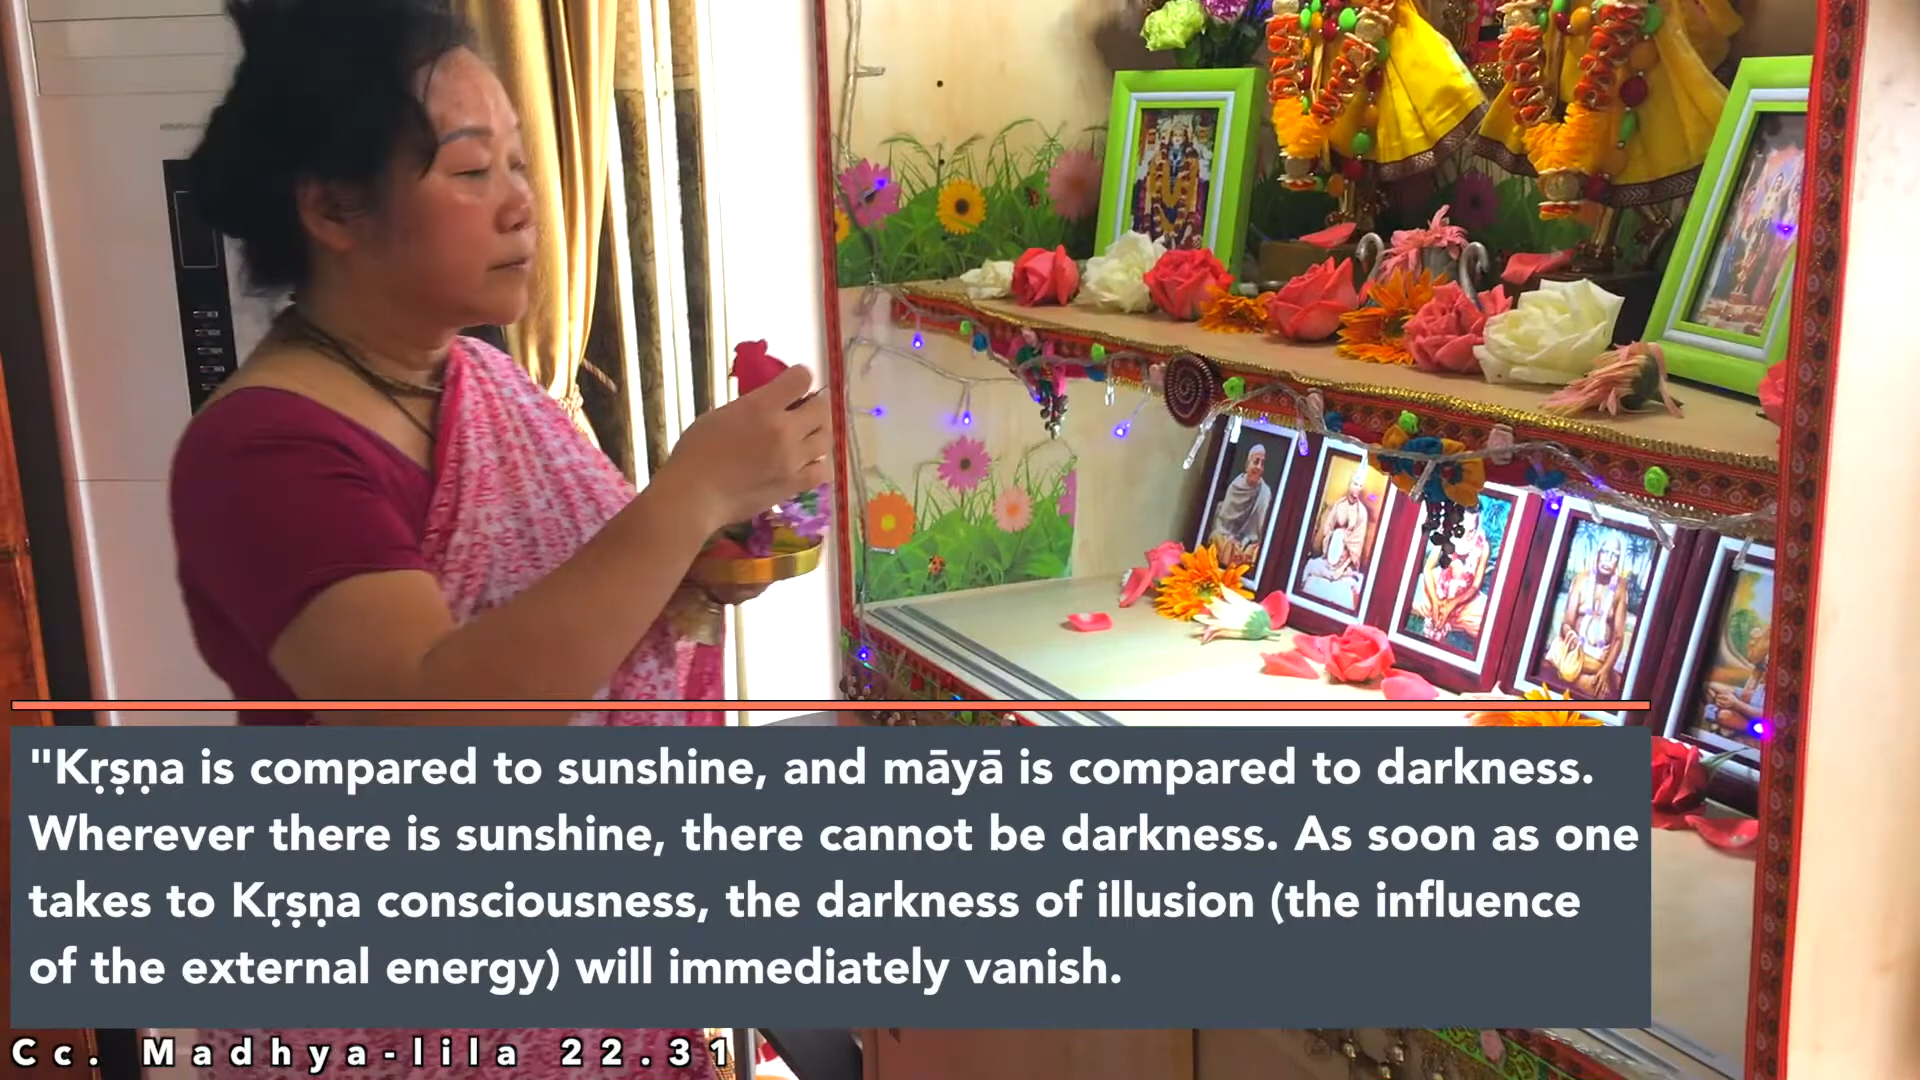 "Kṛṣṇa is compared to sunshine, and māyā is compared to darkness.
Wherever there is sunshine, there cannot be darkness. As soon as one
takes to Kṛṣṇa consciousness, the darkness of illusion (the influence
of the external energy) will immediately vanish.
Cc. Madhya-lila 22.31